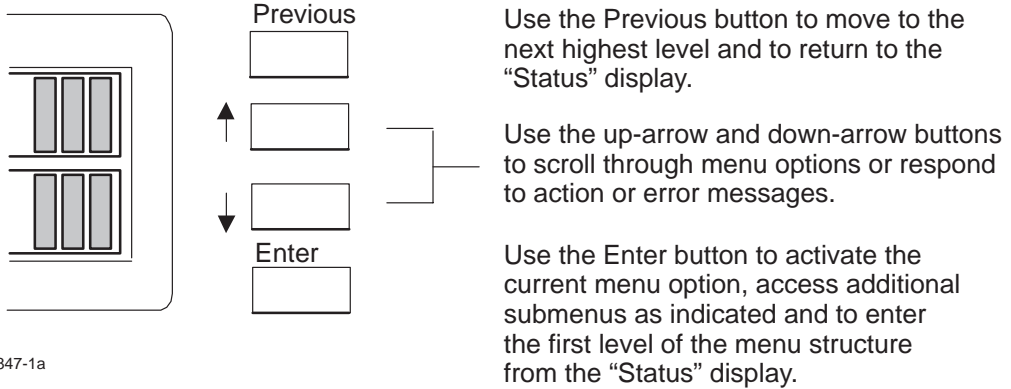 Previous
Use the Previous button to move to the
next highest level and to return to the
“Status” display.
Use the up-arrow and down-arrow buttons
to scroll through menu options or respond
to action or error messages.
Enter
Use the Enter button to activate the
current menu option, access additional
submenus as indicated and to enter
the first level of the menu structure
from the “Status” display.
347-1a